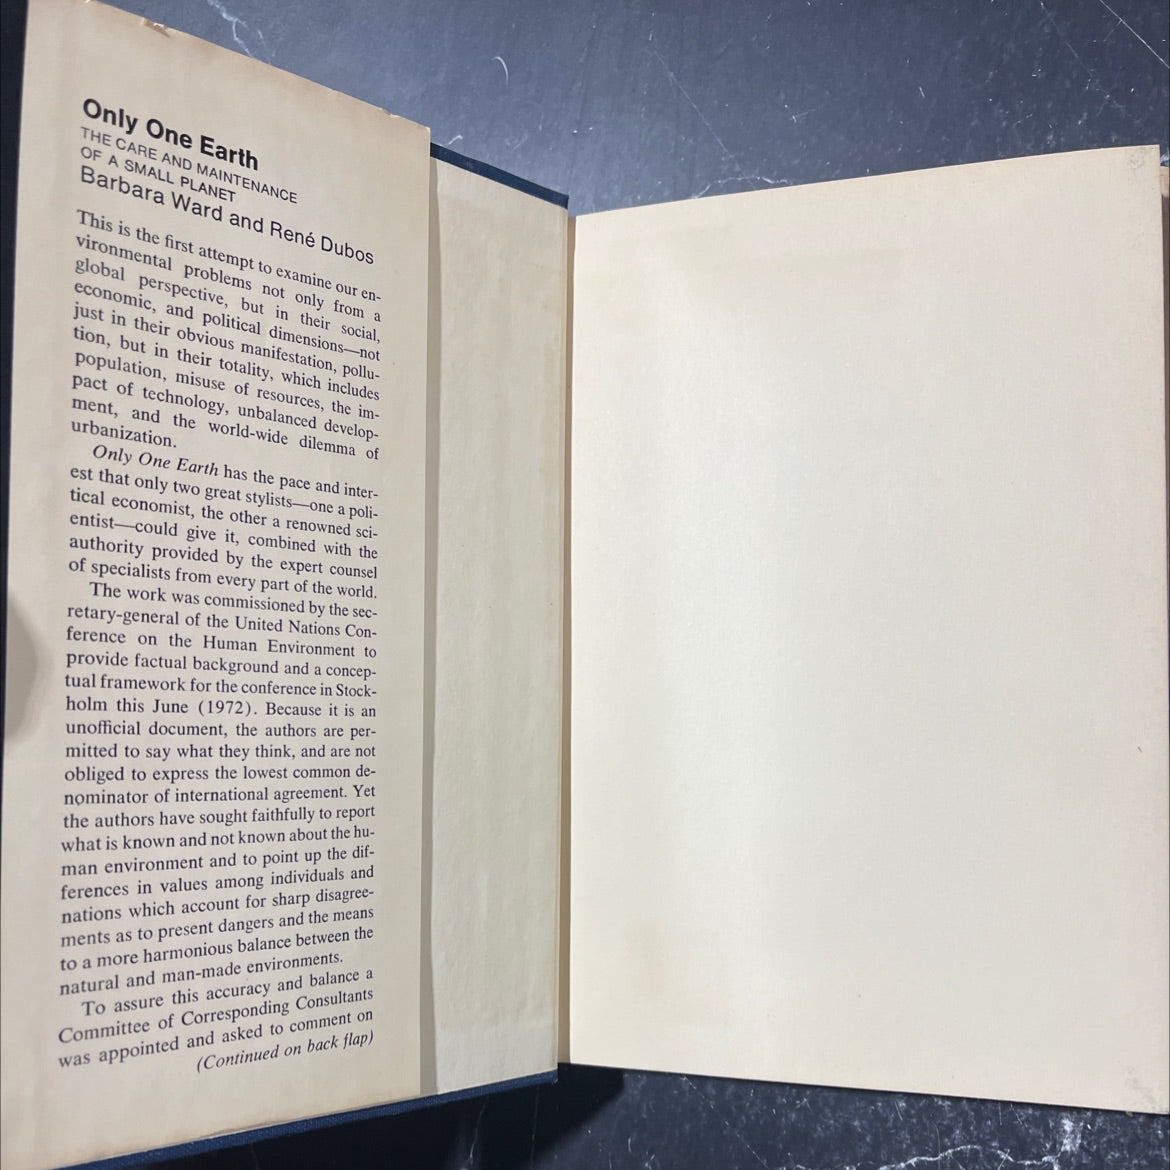 Only One Earth
THE CARE AND MAINTENANCE
OF A SMALL PLANET
Barbara Ward and René Dubos
This is the first attempt to examine our en-
vironmental problems not only from a
global perspective, but in their social,
economic, and political dimensions—not
just in their obvious manifestation, pollu-
tion, but in their totality, which includes
population, misuse of resources, the im-
pact of technology, unbalanced develop-
ment, and the world-wide dilemma of
urbanization.
Only One Earth has the pace and inter-
est that only two great stylists—one a poli-
tical economist, the other a renowned sci-
entist—could give it, combined with the
authority provided by the expert counsel
of specialists from every part of the world.
The work was commissioned by the sec-
retary-general of the United Nations Con-
ference on the Human Environment to
provide factual background and a concep-
tual framework for the conference in Stock-
holm this June (1972). Because it is an
unofficial document, the authors are per-
mitted to say what they think, and are not
obliged to express the lowest common de-
nominator of international agreement. Yet
the authors have sought faithfully to report
what is known and not known about the hu-
man environment and to point up the dif-
ferences in values among individuals and
nations which account for sharp disagree-
ments as to present dangers and the means
to a more harmonious balance between the
natural and man-made environments.
To assure this accuracy and balance a
Committee of Corresponding Consultants
was appointed and asked to comment on
(Continued on back flap)